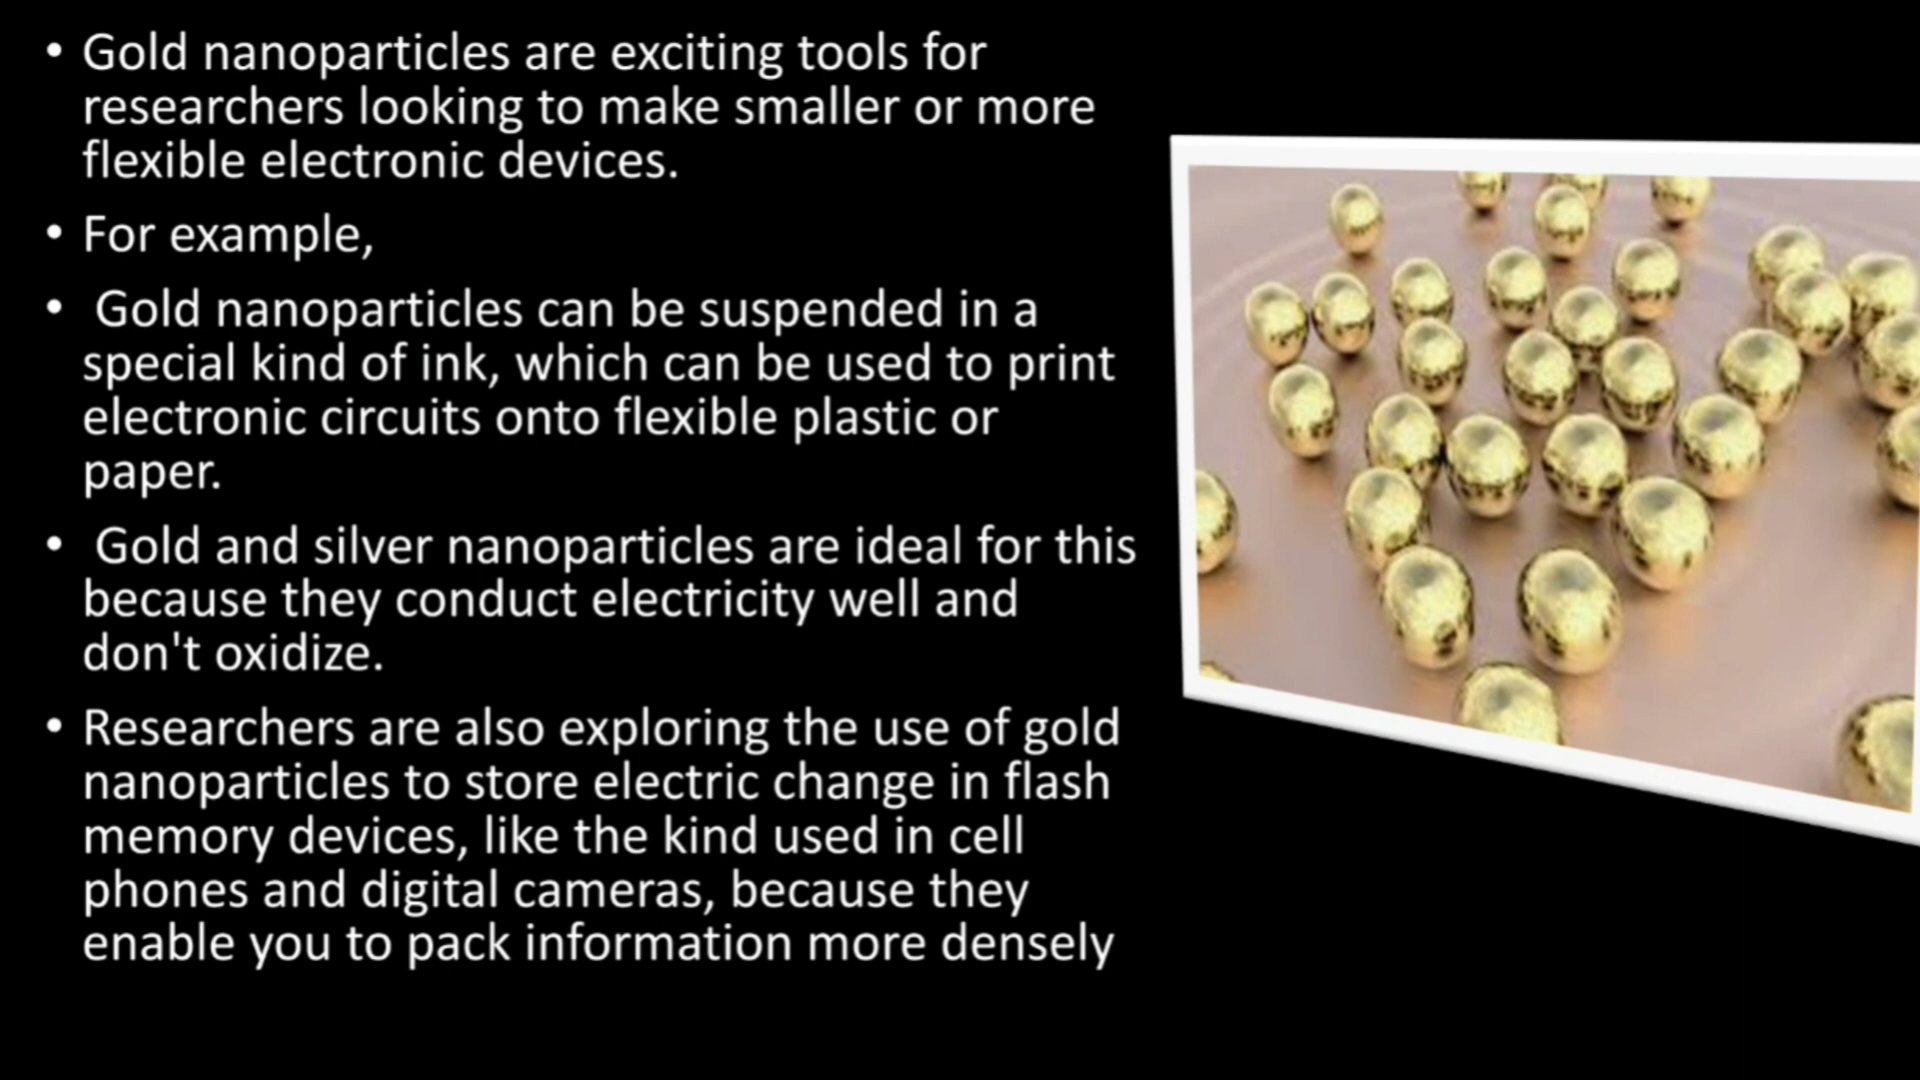 • Gold nanoparticles are exciting tools for
researchers looking to make smaller or more
flexible electronic devices.
• For example,
• Gold nanoparticles can be suspended in a
special kind of ink, which can be used to print
electronic circuits onto flexible plastic or
paper.
• Gold and silver nanoparticles are ideal for this
because they conduct electricity well and
don't oxidize.
• Researchers are also exploring the use of gold
nanoparticles to store electric change in flash
memory devices, like the kind used in cell
phones and digital cameras, because they
enable you to pack information more densely